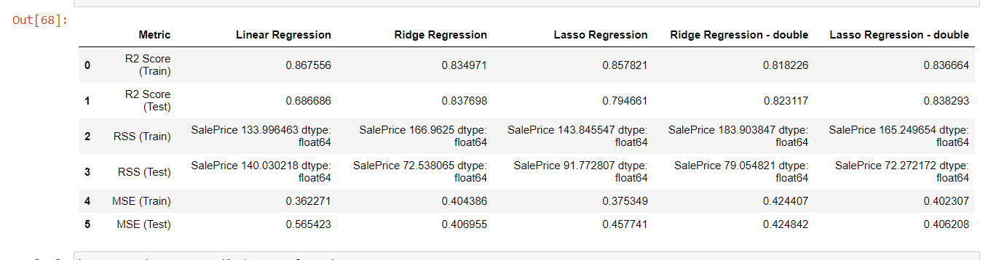 Out[68]:
Metric Linear Regression Ridge Regression Lasso Regression Ridge Regression - double Lasso Regression - double
0 R2 Score (Train) 0.867556 0.834971 0.857821 0.818226 0.836664
1 R2 Score (Test) 0.686686 0.837698 0.794661 0.823117 0.838293
2 RSS (Train) SalePrice 133.996463 dtype: float64 SalePrice 166.9625 dtype: float64 SalePrice 143.845547 dtype: float64 SalePrice 183.903847 dtype: float64 SalePrice 165.249654 dtype: float64
3 RSS (Test) SalePrice 140.030218 dtype: float64 SalePrice 72.538065 dtype: float64 SalePrice 91.772807 dtype: float64 SalePrice 79.054821 dtype: float64 SalePrice 72.272172 dtype: float64
4 MSE (Train) 0.362271 0.404386 0.375349 0.424407 0.402307
5 MSE (Test) 0.565423 0.406955 0.457741 0.424842 0.406208